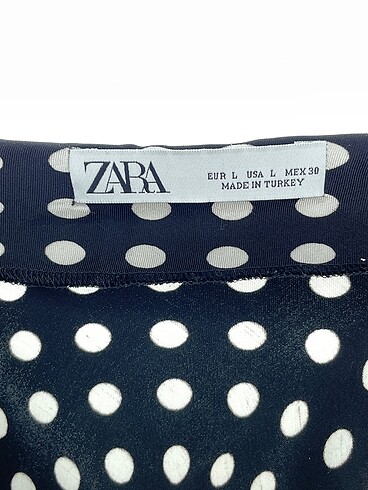 ZARA
EUR L USA L MEX 30
MADE IN TURKEY